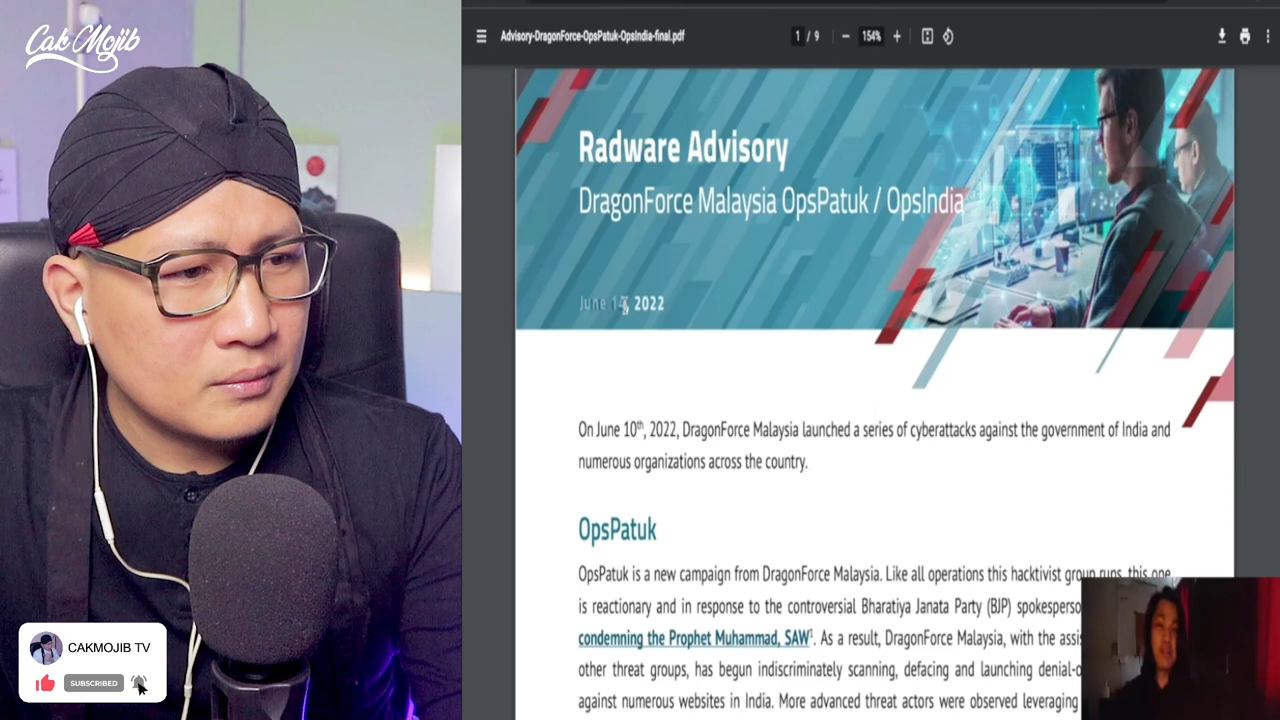 Cak Mojib
Advisory-DragonForce-OpsPatuk-OpsIndia-final.pdf
1 / 9
154%
Radware Advisory
DragonForce Malaysia OpsPatuk / OpsIndia
June 14, 2022
On June 10th, 2022, DragonForce Malaysia launched a series of cyberattacks against the government of India and
numerous organizations across the country.
OpsPatuk
OpsPatuk is a new campaign from DragonForce Malaysia. Like all operations this hacktivist group runs, this one
is reactionary and in response to the controversial Bharatiya Janata Party (BJP)
condemning the Prophet Muhammad, SAW¹. As a result, DragonForce Malaysia, with the
other threat groups, has begun indiscriminately scanning, defacing and launching
against numerous websites in India. More advanced threat actors were observed leveraging
CAKMOJIB TV
SUBSCRIBED